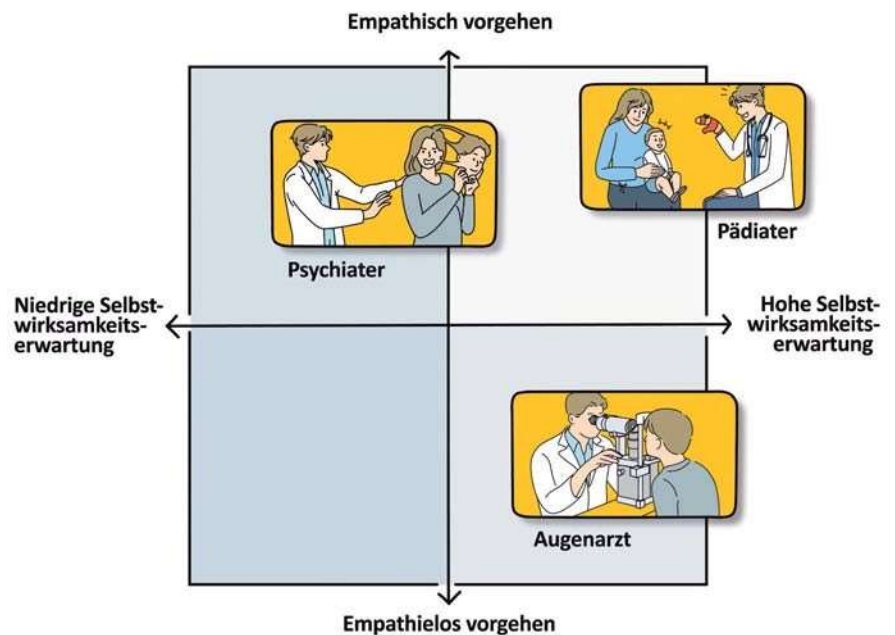 Empathisch vorgehen
Pädiater
Psychiater
Niedrige Selbst-
wirksamkeits-
erwartung
Hohe Selbst-
wirksamkeits-
erwartung
Augenarzt
Empathielos vorgehen